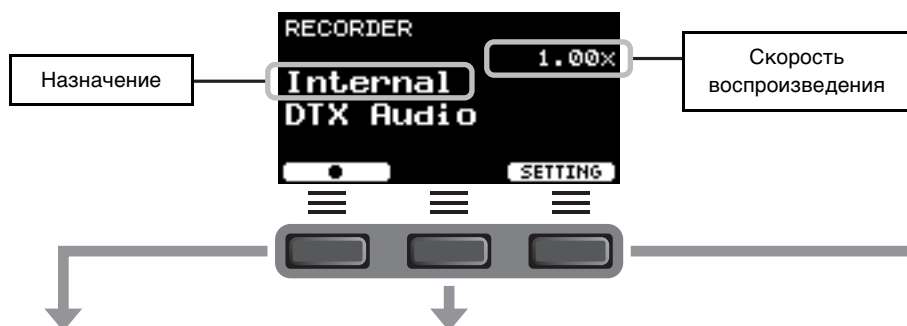 RECORDER
1.00x
Назначение
Internal
Скорость
воспроизведения
DTX Audio
●
SETTING